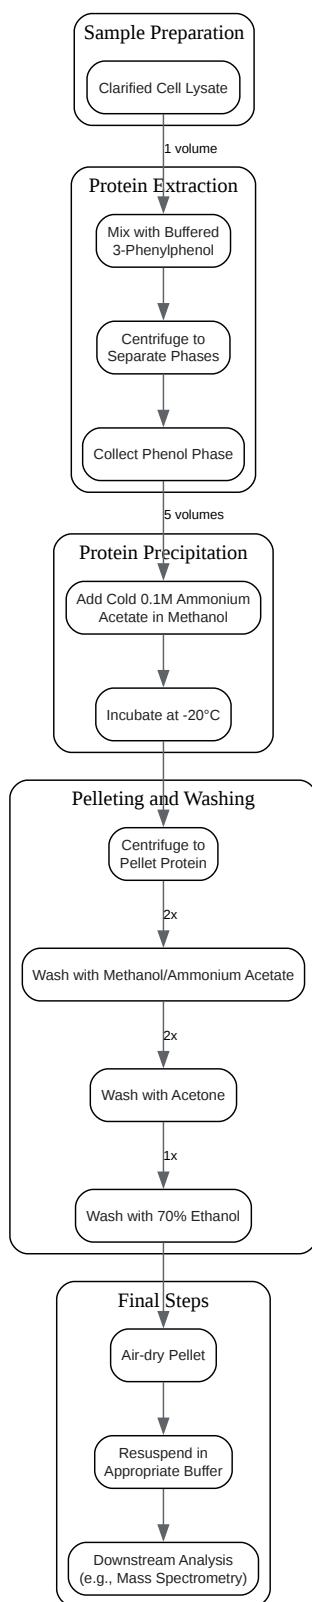 Sample Preparation
Clarified Cell Lysate
1 volume
Protein Extraction
Mix with Buffered
3-Phenylphenol
Centrifuge to
Separate Phases
Collect Phenol Phase
5 volumes
Protein Precipitation
Add Cold 0.1M Ammonium
Acetate in Methanol
Incubate at -20°C
Pelleting and Washing
Centrifuge to
Pellet Protein
2x
Wash with Methanol/Ammonium Acetate
2x
Wash with Acetone
1x
Wash with 70% Ethanol
Final Steps
Air-dry Pellet
Resuspend in
Appropriate Buffer
Downstream Analysis
(e.g., Mass Spectrometry)